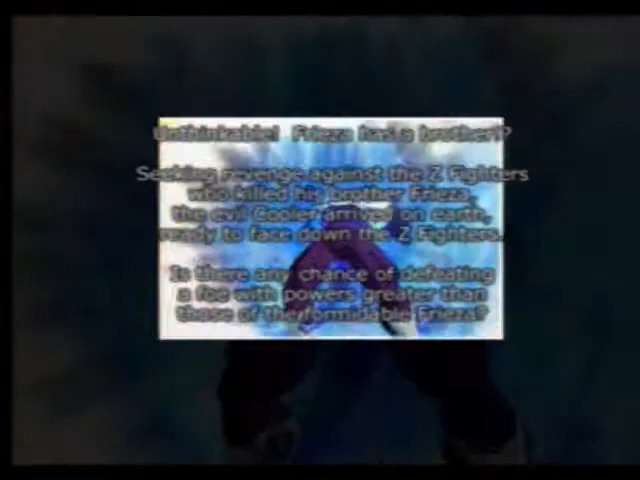 Unthinkable! Frieza has a brother!?
Seeking revenge against the Z Fighters
who killed his brother Frieza,
the evil Cooler arrived on earth,
ready to face down the Z Fighters.
Is there any chance of defeating
a foe with powers greater than
those of the formidable Frieza?